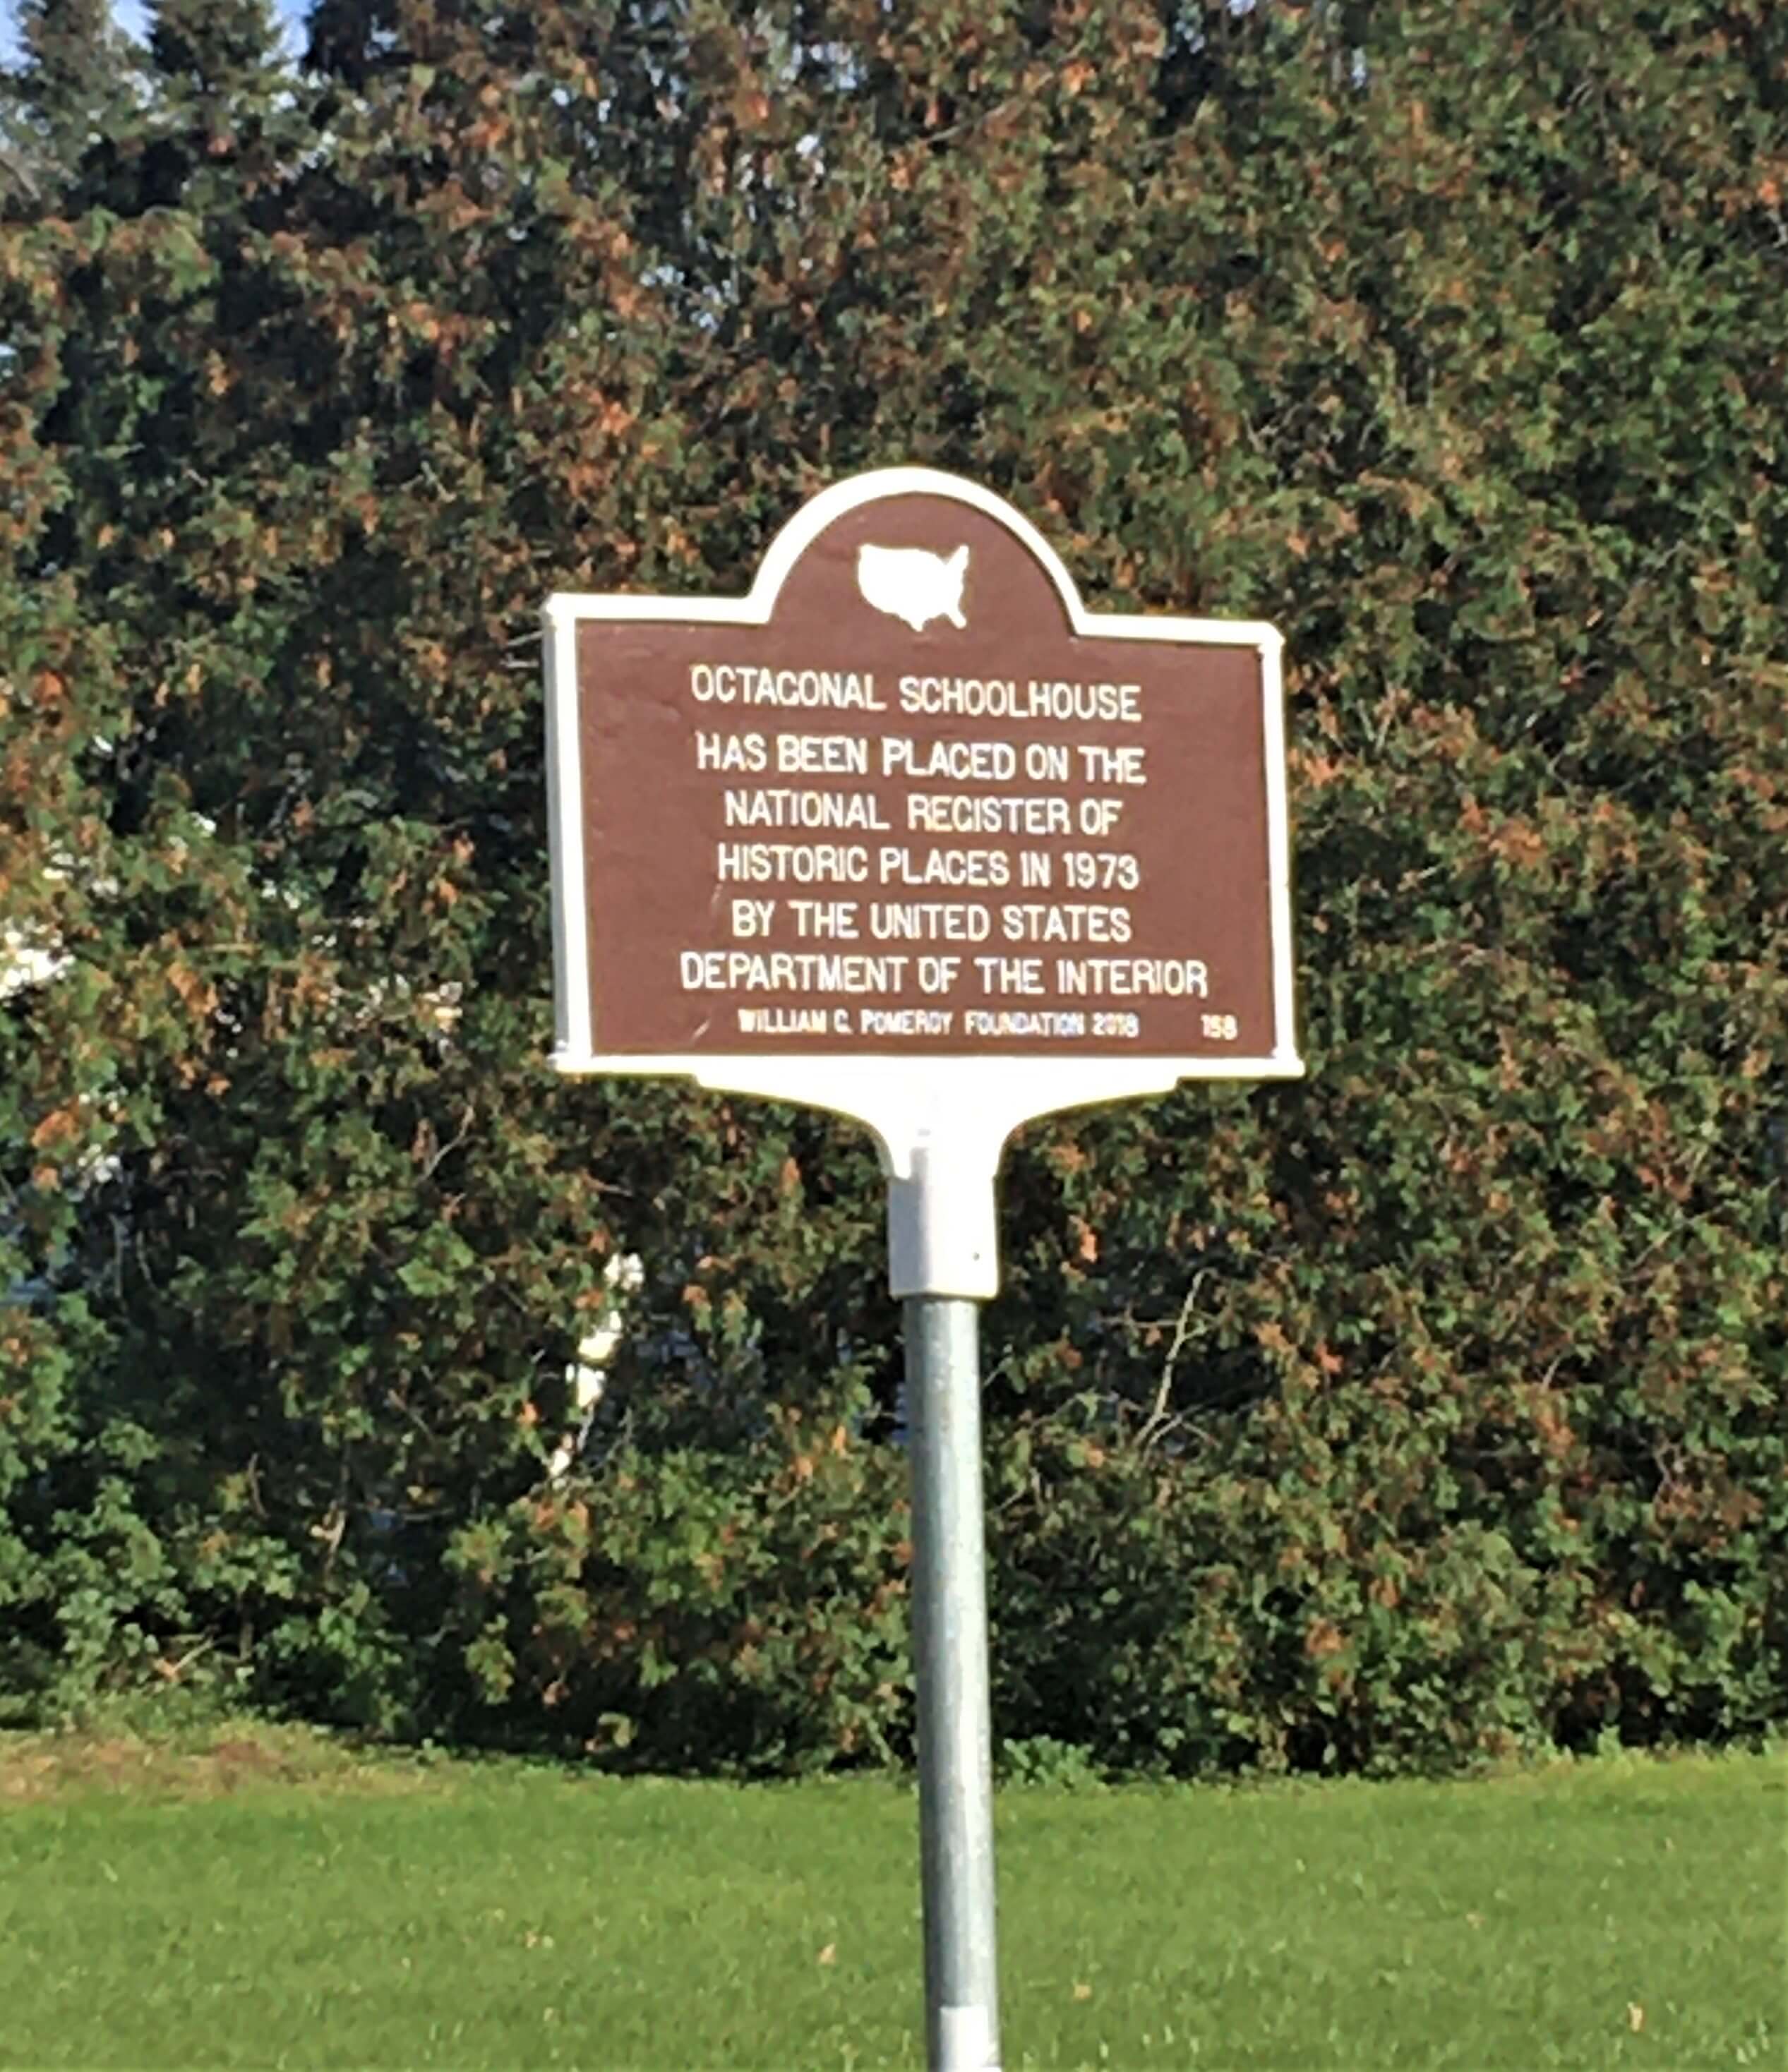 OCTAGONAL SCHOOLHOUSE
HAS BEEN PLACED ON THE
NATIONAL REGISTER OF
HISTORIC PLACES IN 1973
BY THE UNITED STATES
DEPARTMENT OF THE INTERIOR
WILLIAM G. POMEROY FOUNDATION 2018 158